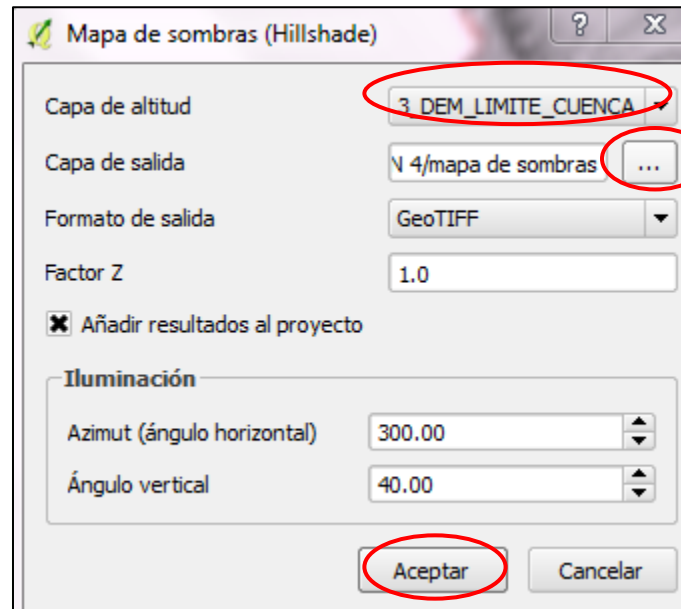 Mapa de sombras (Hillshade)
Capa de altitud 3_DEM_LIMITE_CUENCA
Capa de salida N 4/mapa de sombras ...
Formato de salida GeoTIFF
Factor Z 1.0
Añadir resultados al proyecto
Iluminación
Azimut (ángulo horizontal) 300.00
Ángulo vertical 40.00
Aceptar Cancelar